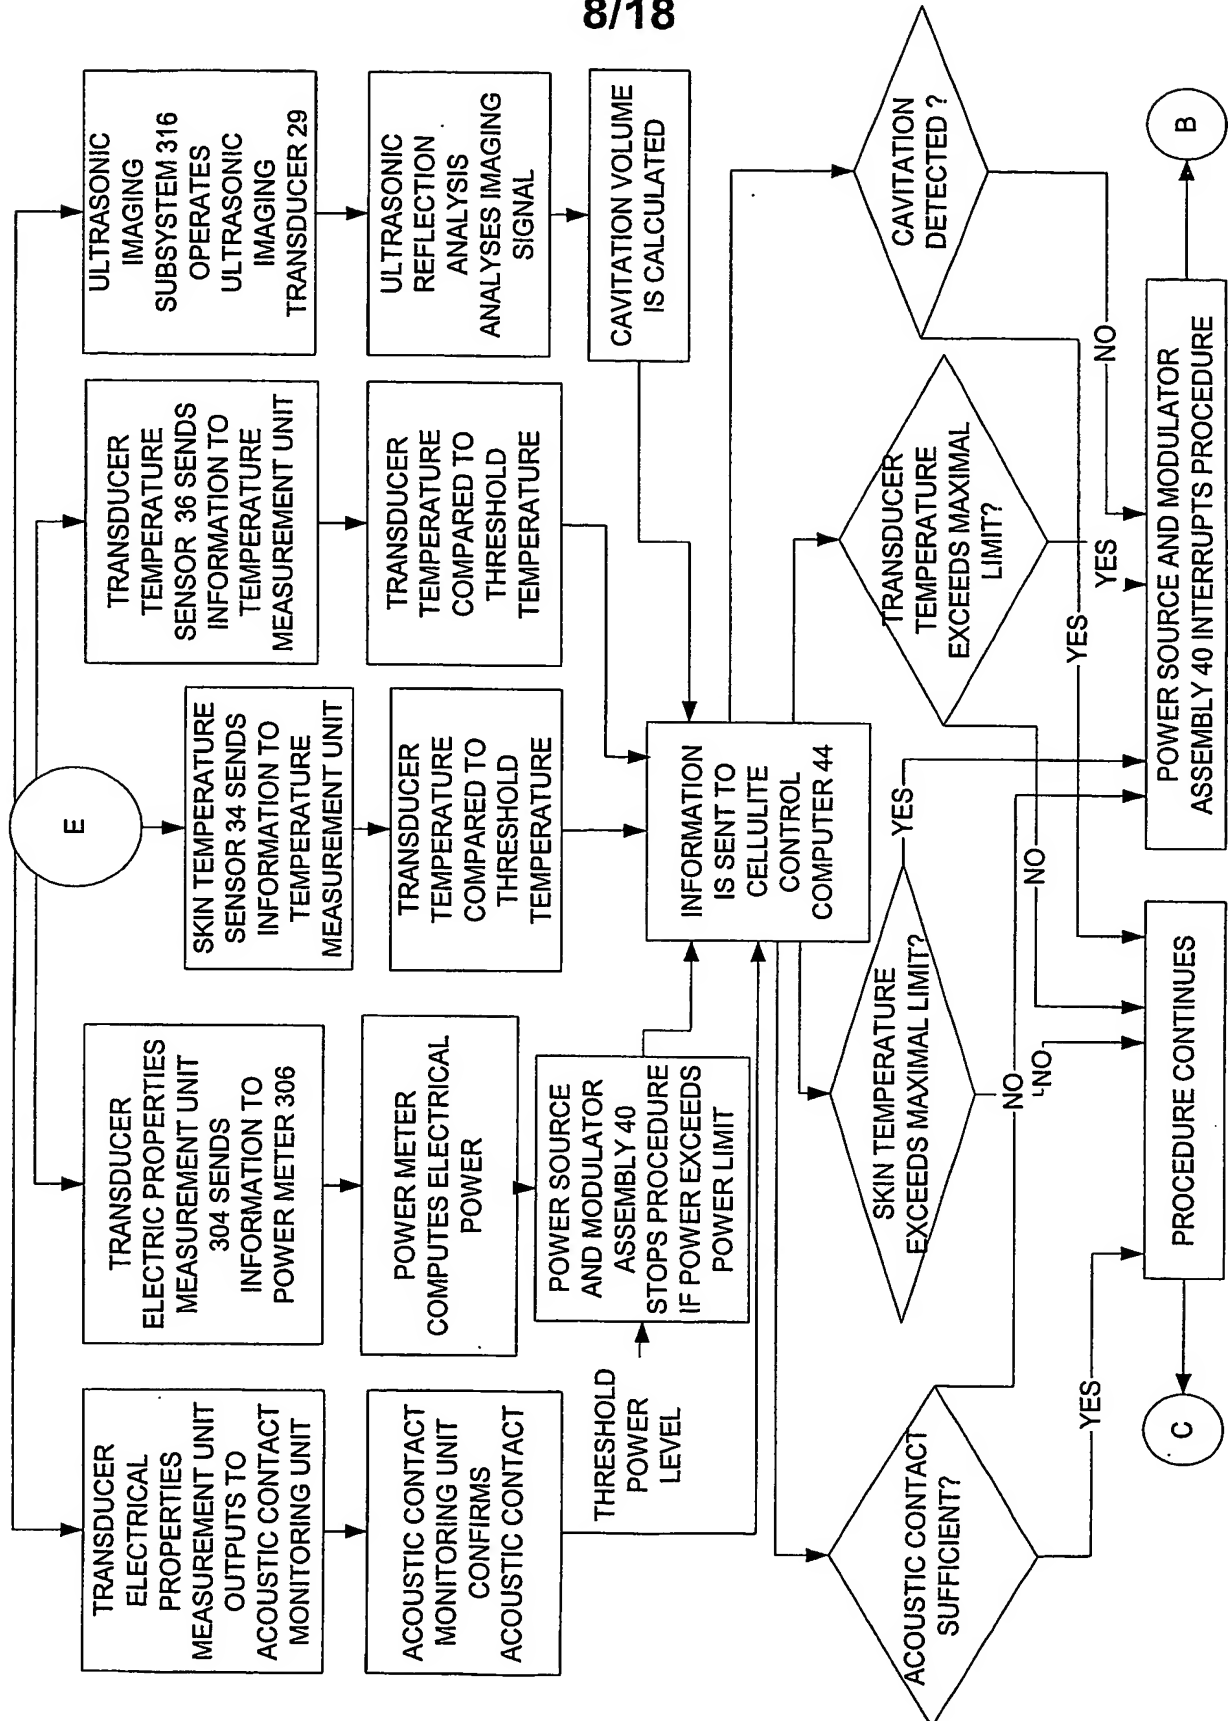 8/18
E
TRANSDUCER
ELECTRICAL
PROPERTIES
MEASUREMENT UNIT
OUTPUTS TO
ACOUSTIC CONTACT
MONITORING UNIT
TRANSDUCER
ELECTRIC PROPERTIES
MEASUREMENT UNIT
304 SENDS
INFORMATION TO
POWER METER 306
SKIN TEMPERATURE
SENSOR 34 SENDS
INFORMATION TO
TEMPERATURE
MEASUREMENT UNIT
TRANSDUCER
TEMPERATURE
SENSOR 36 SENDS
INFORMATION TO
TEMPERATURE
MEASUREMENT UNIT
ULTRASONIC
IMAGING
SUBSYSTEM 316
OPERATES
ULTRASONIC
IMAGING
TRANSDUCER 29
ACOUSTIC CONTACT
MONITORING UNIT
CONFIRMS
ACOUSTIC CONTACT
POWER METER
COMPUTES ELECTRICAL
POWER
TRANSDUCER
TEMPERATURE
COMPARED TO
THRESHOLD
TEMPERATURE
TRANSDUCER
TEMPERATURE
COMPARED TO
THRESHOLD
TEMPERATURE
ULTRASONIC
REFLECTION
ANALYSIS
ANALYSES IMAGING
SIGNAL
THRESHOLD
POWER
LEVEL
POWER SOURCE
AND MODULATOR
ASSEMBLY 40
STOPS PROCEDURE
IF POWER EXCEEDS
POWER LIMIT
CAVITATION VOLUME
IS CALCULATED
INFORMATION
IS SENT TO
CELLULITE
CONTROL
COMPUTER 44
ACOUSTIC CONTACT
SUFFICIENT?
SKIN TEMPERATURE
EXCEEDS MAXIMAL LIMIT?
TRANSDUCER
TEMPERATURE
EXCEEDS MAXIMAL
LIMIT?
CAVITATION
DETECTED ?
YES
NO
NO
YES
NO
YES
YES
NO
PROCEDURE CONTINUES
POWER SOURCE AND MODULATOR
ASSEMBLY 40 INTERRUPTS PROCEDURE
C
B